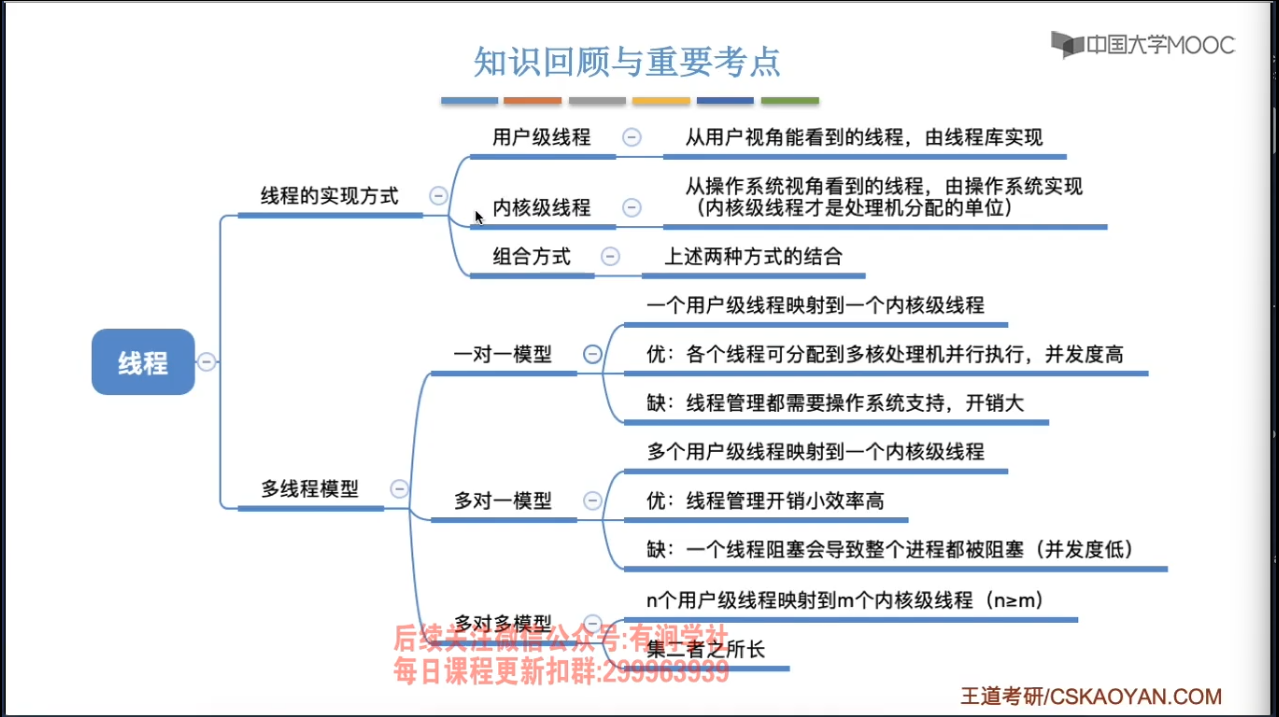 中国大学MOOC
知识回顾与重要考点
线程
线程的实现方式
用户级线程
从用户视角能看到的线程，由线程库实现
内核级线程
从操作系统视角看到的线程，由操作系统实现
（内核级线程才是处理机分配的单位）
组合方式
上述两种方式的结合
多线程模型
一对一模型
一个用户级线程映射到一个内核级线程
优：各个线程可分配到多核处理机并行执行，并发度高
缺：线程管理都需要操作系统支持，开销大
多对一模型
多个用户级线程映射到一个内核级线程
优：线程管理开销小效率高
缺：一个线程阻塞会导致整个进程都被阻塞（并发度低）
多对多模型
n个用户级线程映射到m个内核级线程（n≥m）
集二者之所长
后续关注微信公众号:有涧学社
每日课程更新扣群:299963939
王道考研/CSKAOYAN.COM